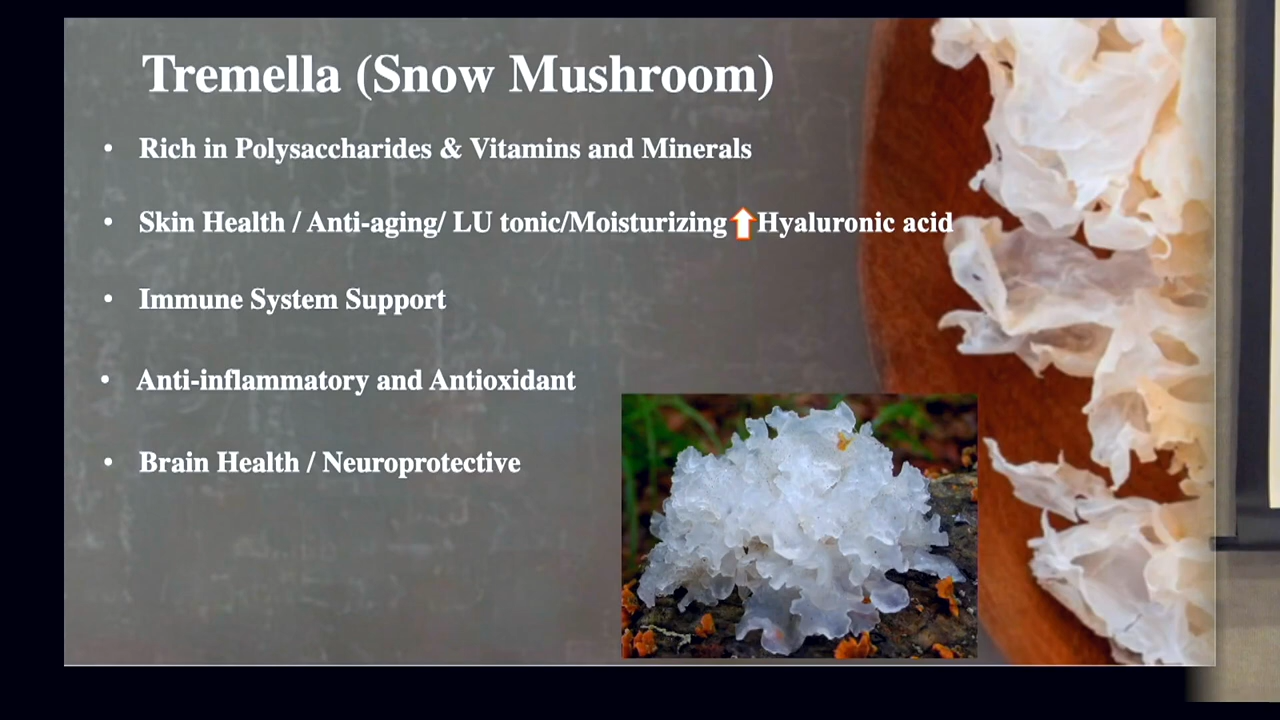 Tremella (Snow Mushroom)
• Rich in Polysaccharides & Vitamins and Minerals
• Skin Health / Anti-aging/ LU tonic/Moisturizing⬆Hyaluronic acid
• Immune System Support
• Anti-inflammatory and Antioxidant
• Brain Health / Neuroprotective